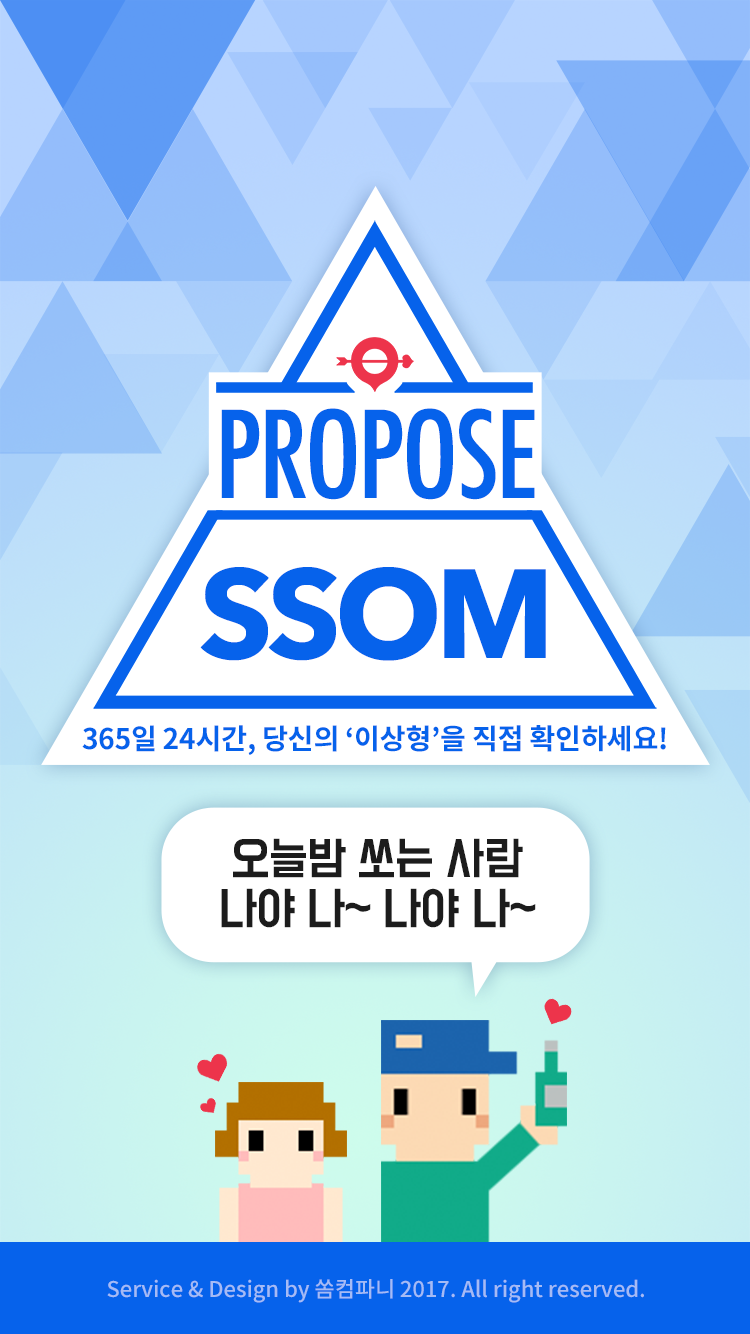 PROPOSE
SSOM
365일 24시간, 당신의 ‘이상형’을 직접 확인하세요!
오늘밤 쏘는 사람
나야 나~ 나야 나~
Service & Design by 쏨컴파니 2017. All right reserved.